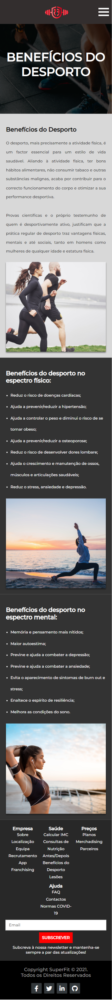 BENEFÍCIOS DO
DESPORTO
Benefícios do Desporto
O desporto, mais precisamente a atividade física, é
um factor essencial para um estilo de vida
saudável. Aliando à atividade física, ter bons
hábitos alimentares, não consumir tabaco e outras
substâncias malignas, acaba por contribuir para o
correcto funcionamento do corpo e otimizar a sua
performance desportiva.
Provas científicas e o próprio testemunho de
quem é desportivamente ativo, justificam que a
prática regular de desporto traz vantagens físicas,
mentais e até sociais, tanto em homens como
mulheres de qualquer idade e estatura física.
Benefícios do desporto no
espectro físico:
• Reduz o risco de doenças cardíacas;
• Ajuda a prevenir/reduzir a hipertensão;
• Ajuda a controlar o peso e diminui o risco de se
tornar obeso;
• Ajuda a prevenir/reduzir a osteoporose;
• Reduz o risco de desenvolver dores lombare;
• Ajuda o crescimento e manutenção de ossos,
músculos e articulações saudáveis;
• Reduz o stress, ansiedade e depressão.
Benefícios do desporto no
espectro mental:
• Memória e pensamento mais nítidos;
• Maior autoestima;
• Previne e ajuda a combater a depressão;
• Previne e ajuda a combater a ansiedade;
• Evita o aparecimento de sintomas de burn out e
stress;
• Enaltece o espírito de resiliência;
• Melhora as condições do sono.
Empresa
Sobre
Localização
Equipa
Recrutamento
App
Franchising
Saúde
Calcular IMC
Consultas de
Nutrição
Antes/Depois
Benefícios do
Desporto
Lesões
Preços
Planos
Merchadising
Parceiros
Ajuda
FAQ
Contactos
Normas COVID-
19
Email
SUBSCREVER
Subcreva à nossa newsletter e mantenha-se
sempre a par das atualizações!
Copyright SuperFit © 2021.
Todos os Direitos Reservados